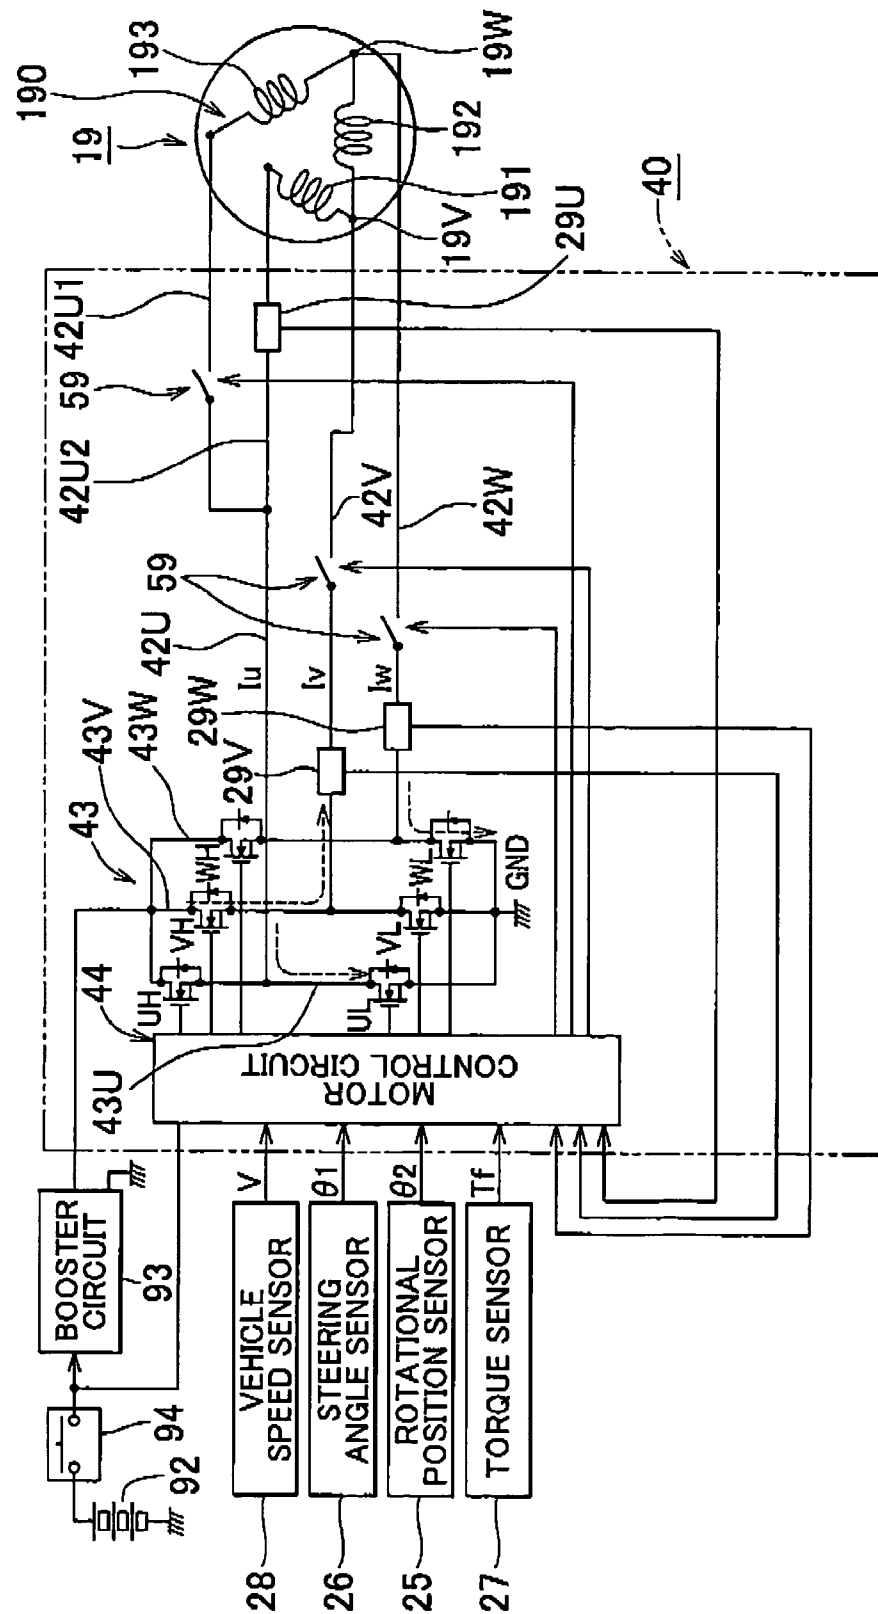 19
190
193
19W
192
191
19V
29U
40
42U1
59
42U2
42V
42W
59
42U
Iu
Iv
Iw
29W
29V
43V
43W
43
44
UH
VH
WH
UL
VL
WL
GND
43U
MOTOR
CONTROL CIRCUIT
BOOSTER
CIRCUIT
93
94
92
V
θ1
θ2
Tf
VEHICLE
SPEED SENSOR
28
STEERING
ANGLE SENSOR
26
ROTATIONAL
POSITION SENSOR
25
TORQUE SENSOR
27